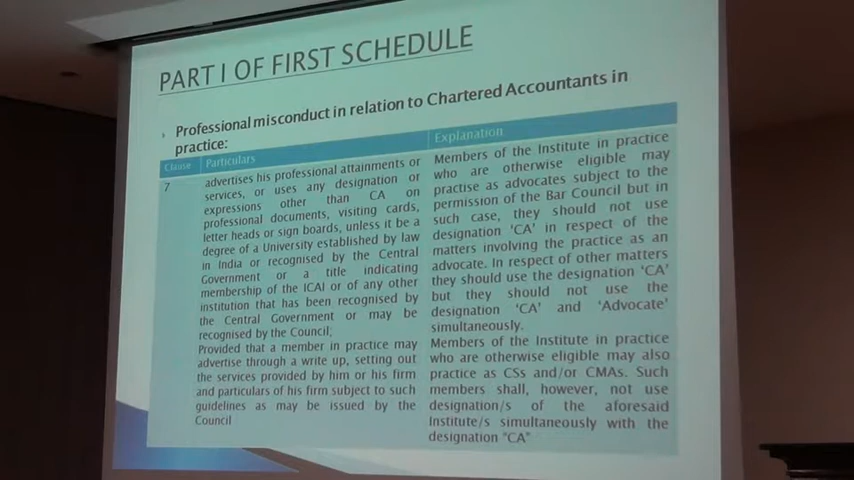 PART I OF FIRST SCHEDULE
Professional misconduct in relation to Chartered Accountants in
practice:
Clause
Particulars
Explanation
7
advertises his professional attainments or
services, or uses any designation or
expressions other than CA on
professional documents, visiting cards,
letter heads or sign boards, unless it be a
degree of a University established by law
in India or recognised by the Central
Government or a title indicating
membership of the ICAI or of any other
institution that has been recognised by
the Central Government or may be
recognised by the Council;
Provided that a member in practice may
advertise through a write up, setting out
the services provided by him or his firm
and particulars of his firm subject to such
guidelines as may be issued by the
Council
Members of the Institute in practice
who are otherwise eligible may
practise as advocates subject to the
permission of the Bar Council but in
such case, they should not use
designation 'CA' in respect of the
matters involving the practice as an
advocate. In respect of other matters
they should use the designation 'CA'
but they should not use the
designation 'CA' and 'Advocate'
simultaneously.
Members of the Institute in practice
who are otherwise eligible may also
practice as CSs and/or CMAs. Such
members shall, however, not use
designation/s of the aforesaid
Institute/s simultaneously with the
designation "CA"